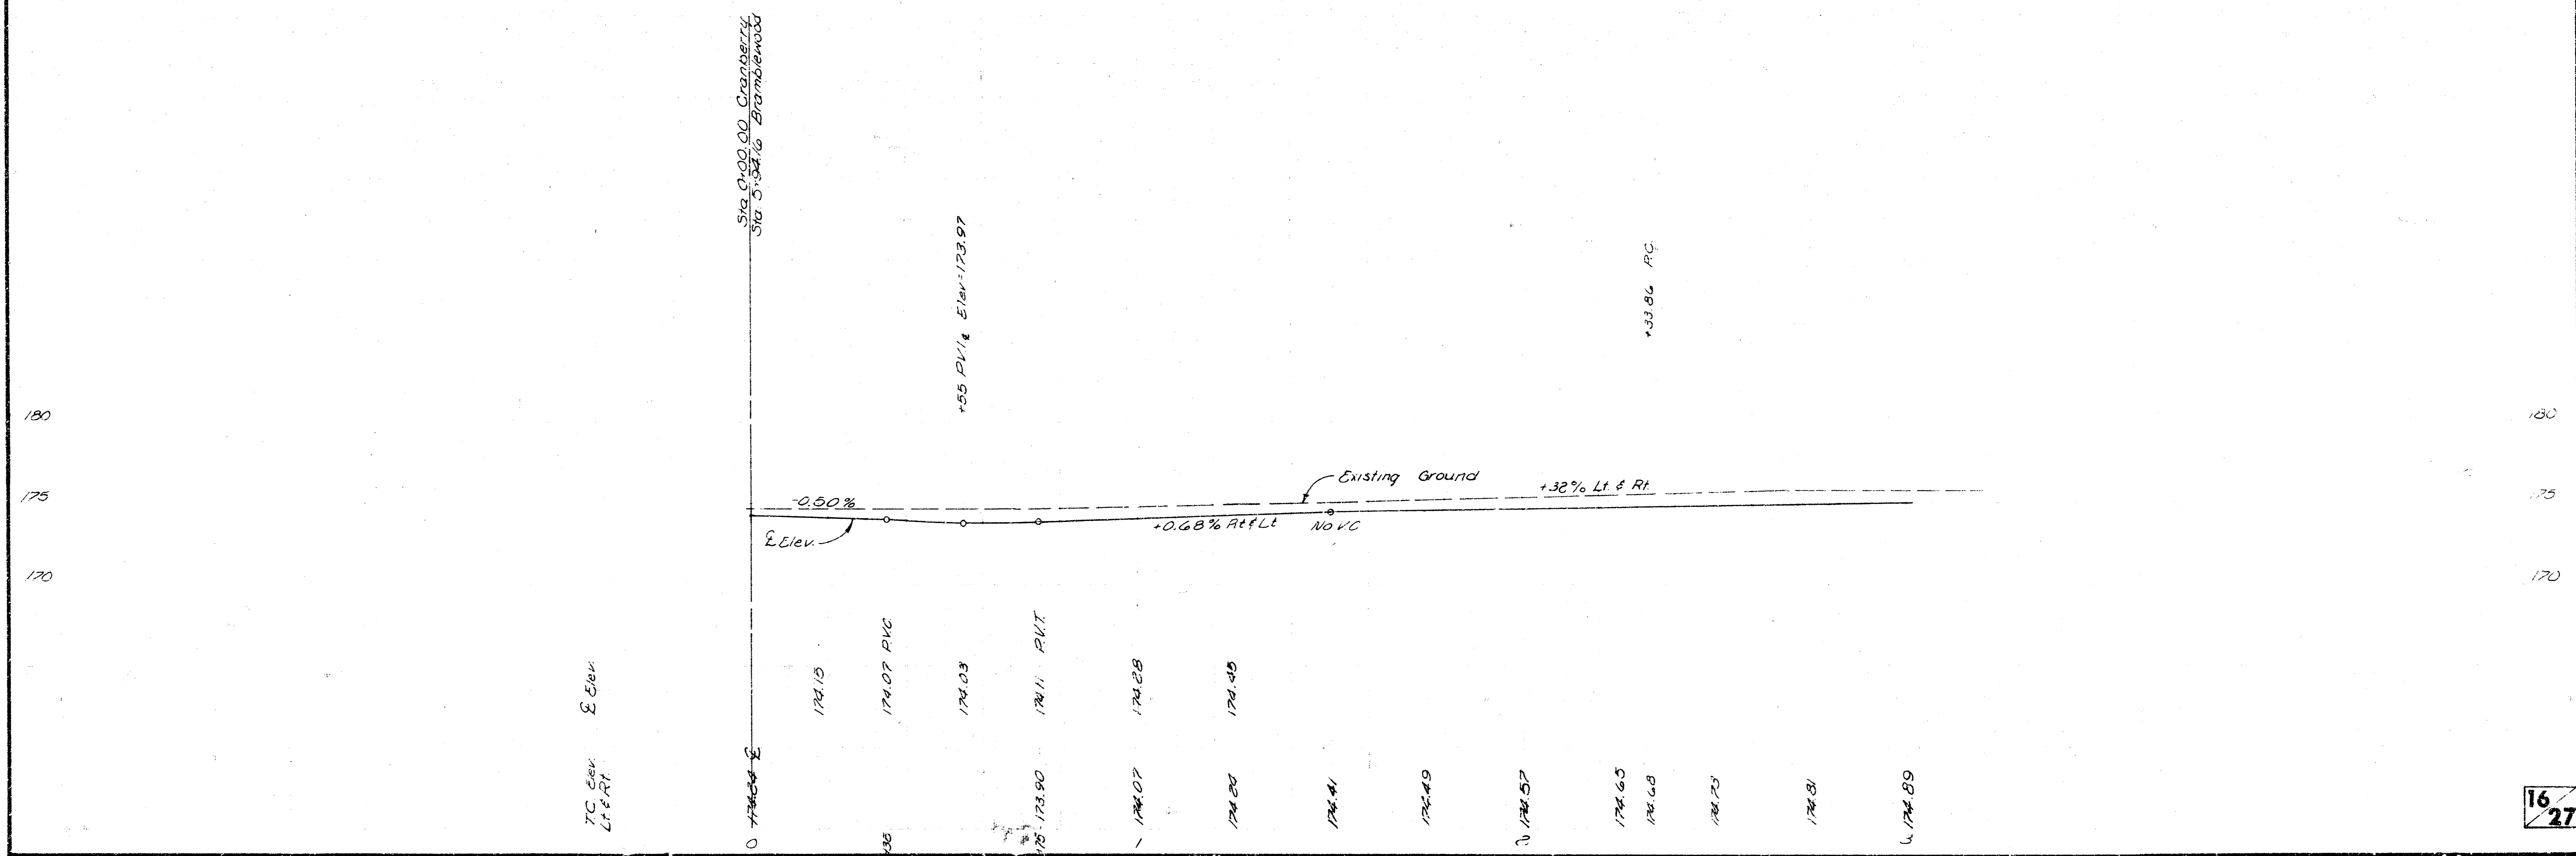 Sta 0+00.00 Cranberry
Sta. 5+94.16 Bramblewood
+55 PVI ℄ Elev=173.97
+33.86 P.C.
180
180
175
175
170
170
-0.50%
℄ Elev.
Existing Ground
+32% Lt. & Rt.
+0.68% Rt & Lt
No V.C
℄ Elev.
174.15
174.07 P.V.C
174.03
174.11 P.V.T.
174.28
174.45
T.C. Elev.
Lt & Rt.
0 174.24 ℄
+35
+75 173.90
1 174.07
174.24
174.41
174.49
2 174.57
174.65
174.68
174.73
174.81
3 174.89
16/27